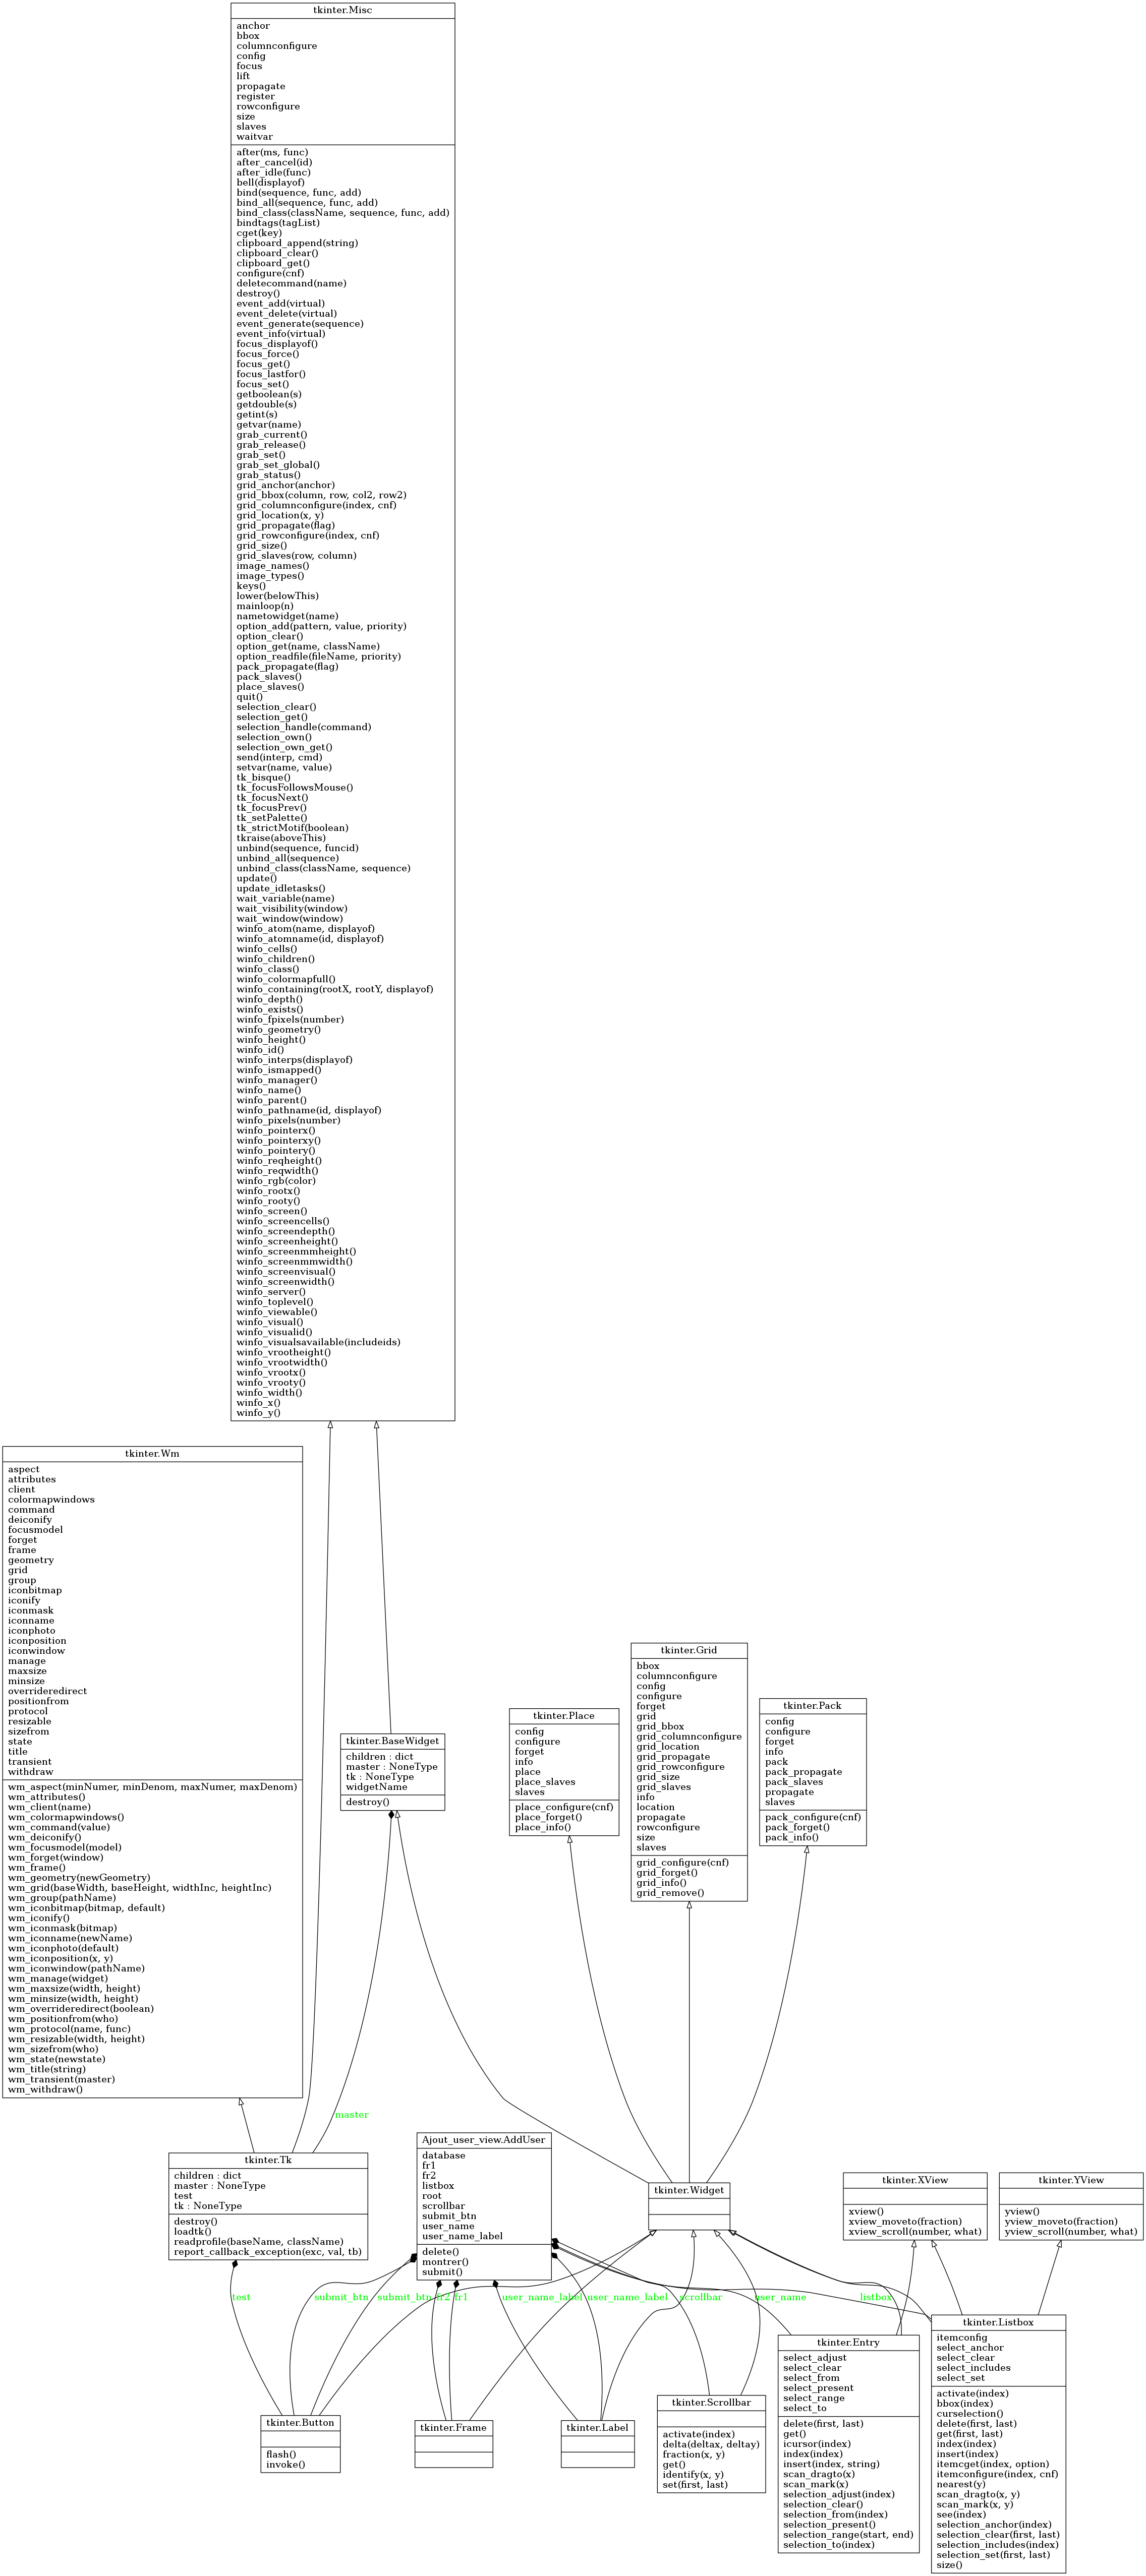 tkinter.Misc
anchor
bbox
columnconfigure
config
focus
lift
propagate
register
rowconfigure
size
slaves
waitvar
after(ms, func)
after_cancel(id)
after_idle(func)
bell(displayof)
bind(sequence, func, add)
bind_all(sequence, func, add)
bind_class(className, sequence, func, add)
bindtags(tagList)
cget(key)
clipboard_append(string)
clipboard_clear()
clipboard_get()
configure(cnf)
deletecommand(name)
destroy()
event_add(virtual)
event_delete(virtual)
event_generate(sequence)
event_info(virtual)
focus_displayof()
focus_force()
focus_get()
focus_lastfor()
focus_set()
getboolean(s)
getdouble(s)
getint(s)
getvar(name)
grab_current()
grab_release()
grab_set()
grab_set_global()
grab_status()
grid_anchor(anchor)
grid_bbox(column, row, col2, row2)
grid_columnconfigure(index, cnf)
grid_location(x, y)
grid_propagate(flag)
grid_rowconfigure(index, cnf)
grid_size()
grid_slaves(row, column)
image_names()
image_types()
keys()
lower(belowThis)
mainloop(n)
nametowidget(name)
option_add(pattern, value, priority)
option_clear()
option_get(name, className)
option_readfile(fileName, priority)
pack_propagate(flag)
pack_slaves()
place_slaves()
quit()
selection_clear()
selection_get()
selection_handle(command)
selection_own()
selection_own_get()
send(interp, cmd)
setvar(name, value)
tk_bisque()
tk_focusFollowsMouse()
tk_focusNext()
tk_focusPrev()
tk_setPalette()
tk_strictMotif(boolean)
tkraise(aboveThis)
unbind(sequence, funcid)
unbind_all(sequence)
unbind_class(className, sequence)
update()
update_idletasks()
wait_variable(name)
wait_visibility(window)
wait_window(window)
winfo_atom(name, displayof)
winfo_atomname(id, displayof)
winfo_cells()
winfo_children()
winfo_class()
winfo_colormapfull()
winfo_containing(rootX, rootY, displayof)
winfo_depth()
winfo_exists()
winfo_fpixels(number)
winfo_geometry()
winfo_height()
winfo_id()
winfo_interps(displayof)
winfo_ismapped()
winfo_manager()
winfo_name()
winfo_parent()
winfo_pathname(id, displayof)
winfo_pixels(number)
winfo_pointerx()
winfo_pointerxy()
winfo_pointery()
winfo_reqheight()
winfo_reqwidth()
winfo_rgb(color)
winfo_rootx()
winfo_rooty()
winfo_screen()
winfo_screencells()
winfo_screendepth()
winfo_screenheight()
winfo_screenmmheight()
winfo_screenmmwidth()
winfo_screenvisual()
winfo_screenwidth()
winfo_server()
winfo_toplevel()
winfo_viewable()
winfo_visual()
winfo_visualid()
winfo_visualsavailable(includeids)
winfo_vrootheight()
winfo_vrootwidth()
winfo_vrootx()
winfo_vrooty()
winfo_width()
winfo_x()
winfo_y()
tkinter.Wm
aspect
attributes
client
colormapwindows
command
deiconify
focusmodel
forget
frame
geometry
grid
group
iconbitmap
iconify
iconmask
iconname
iconphoto
iconposition
iconwindow
manage
maxsize
minsize
overrideredirect
positionfrom
protocol
resizable
sizefrom
state
title
transient
withdraw
wm_aspect(minNumer, minDenom, maxNumer, maxDenom)
wm_attributes()
wm_client(name)
wm_colormapwindows()
wm_command(value)
wm_deiconify()
wm_focusmodel(model)
wm_forget(window)
wm_frame()
wm_geometry(newGeometry)
wm_grid(baseWidth, baseHeight, widthInc, heightInc)
wm_group(pathName)
wm_iconbitmap(bitmap, default)
wm_iconify()
wm_iconmask(bitmap)
wm_iconname(newName)
wm_iconphoto(default)
wm_iconposition(x, y)
wm_iconwindow(pathName)
wm_manage(widget)
wm_maxsize(width, height)
wm_minsize(width, height)
wm_overrideredirect(boolean)
wm_positionfrom(who)
wm_protocol(name, func)
wm_resizable(width, height)
wm_sizefrom(who)
wm_state(newstate)
wm_title(string)
wm_transient(master)
wm_withdraw()
tkinter.BaseWidget
children : dict
master : NoneType
tk : NoneType
widgetName
destroy()
tkinter.Place
config
configure
forget
info
place
place_slaves
slaves
place_configure(cnf)
place_forget()
place_info()
tkinter.Grid
bbox
columnconfigure
config
configure
forget
grid
grid_bbox
grid_columnconfigure
grid_location
grid_propagate
grid_rowconfigure
grid_size
grid_slaves
info
location
propagate
rowconfigure
size
slaves
grid_configure(cnf)
grid_forget()
grid_info()
grid_remove()
tkinter.Pack
config
configure
forget
info
pack
pack_propagate
pack_slaves
propagate
slaves
pack_configure(cnf)
pack_forget()
pack_info()
master
tkinter.Tk
children : dict
master : NoneType
test
tk : NoneType
destroy()
loadtk()
readprofile(baseName, className)
report_callback_exception(exc, val, tb)
Ajout_user_view.AddUser
database
fr1
fr2
listbox
root
scrollbar
submit_btn
user_name
user_name_label
delete()
montrer()
submit()
tkinter.Widget
tkinter.XView
xview()
xview_moveto(fraction)
xview_scroll(number, what)
tkinter.YView
yview()
yview_moveto(fraction)
yview_scroll(number, what)
test
submit_btn
submit_btn
fr2
fr1
user_name_label
user_name_label
scrollbar
user_name
listbox
tkinter.Button
flash()
invoke()
tkinter.Frame
tkinter.Label
tkinter.Scrollbar
activate(index)
delta(deltax, deltay)
fraction(x, y)
get()
identify(x, y)
set(first, last)
tkinter.Entry
select_adjust
select_clear
select_from
select_present
select_range
select_to
delete(first, last)
get()
icursor(index)
index(index)
insert(index, string)
scan_dragto(x)
scan_mark(x)
selection_adjust(index)
selection_clear()
selection_from(index)
selection_present()
selection_range(start, end)
selection_to(index)
tkinter.Listbox
itemconfig
select_anchor
select_clear
select_includes
select_set
activate(index)
bbox(index)
curselection()
delete(first, last)
get(first, last)
index(index)
insert(index)
itemcget(index, option)
itemconfigure(index, cnf)
nearest(y)
scan_dragto(x, y)
scan_mark(x, y)
see(index)
selection_anchor(index)
selection_clear(first, last)
selection_includes(index)
selection_set(first, last)
size()